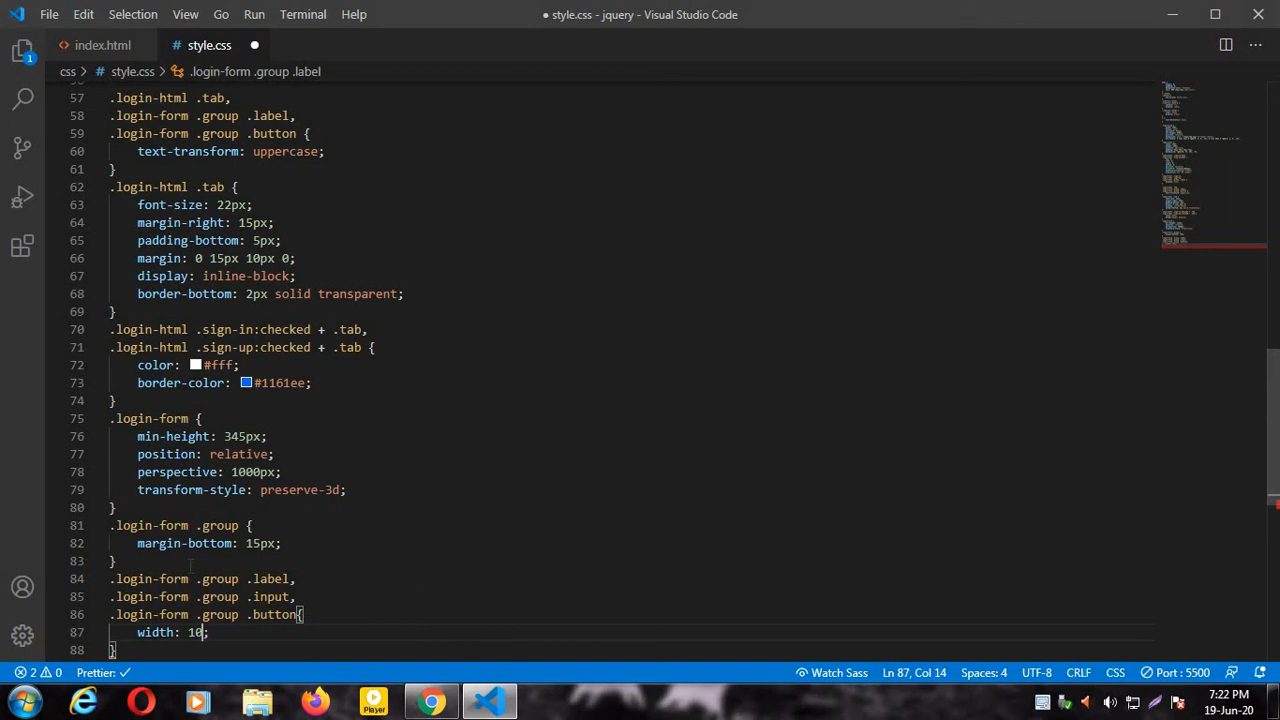 File Edit Selection View Go Run Terminal Help
● style.css - jquery - Visual Studio Code
index.html
# style.css
css > # style.css > .login-form .group .label
57 .login-html .tab,
58 .login-form .group .label,
59 .login-form .group .button {
60 text-transform: uppercase;
61 }
62 .login-html .tab {
63 font-size: 22px;
64 margin-right: 15px;
65 padding-bottom: 5px;
66 margin: 0 15px 10px 0;
67 display: inline-block;
68 border-bottom: 2px solid transparent;
69 }
70 .login-html .sign-in:checked + .tab,
71 .login-html .sign-up:checked + .tab {
72 color: #fff;
73 border-color: #1161ee;
74 }
75 .login-form {
76 min-height: 345px;
77 position: relative;
78 perspective: 1000px;
79 transform-style: preserve-3d;
80 }
81 .login-form .group {
82 margin-bottom: 15px;
83 }
84 .login-form .group .label,
85 .login-form .group .input,
86 .login-form .group .button{
87 width: 10;
88 }
1
2 0 Prettier: ✓ Watch Sass Ln 87, Col 14 Spaces: 4 UTF-8 CRLF CSS Port : 5500
Player
7:22 PM
19-Jun-20